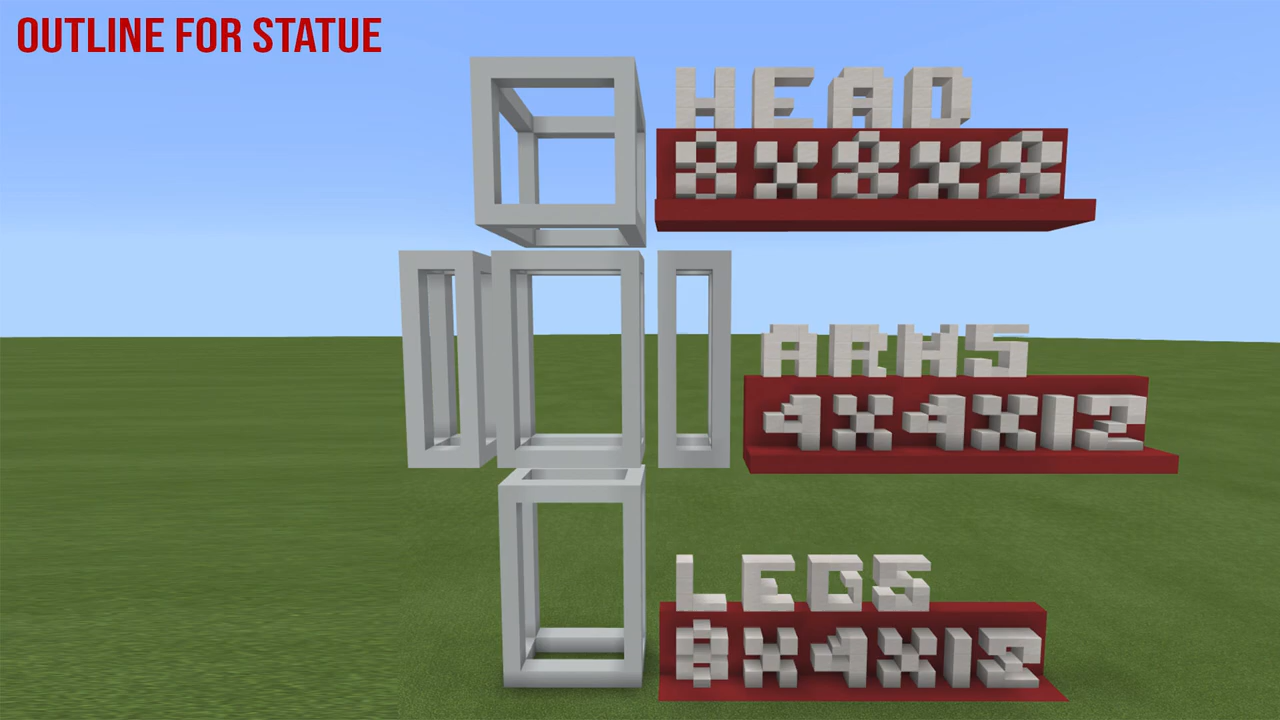 OUTLINE FOR STATUE
HEAD
8x8x8
ARMS
4X4X12
LEGS
8X4X12